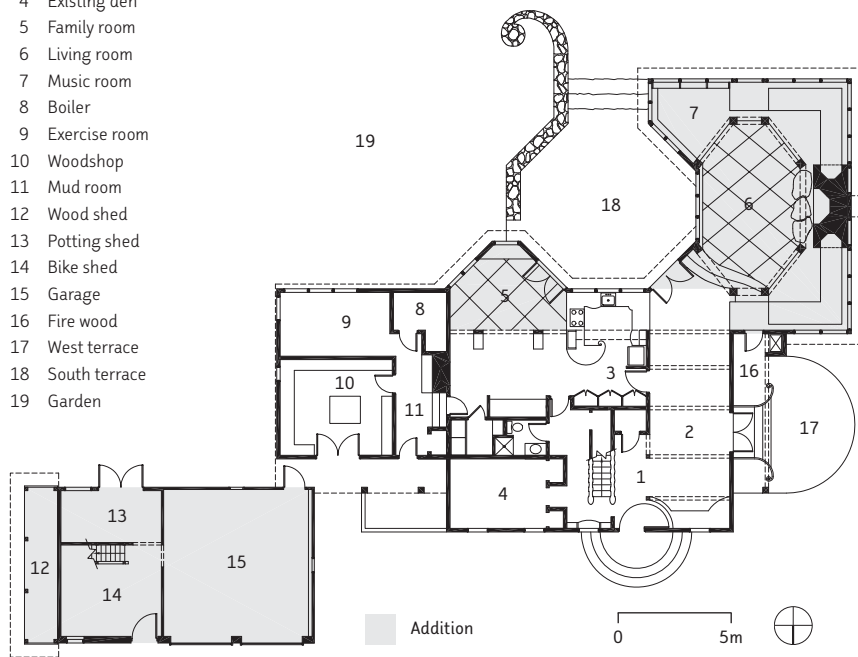 4 Existing den
5 Family room
6 Living room
7 Music room
8 Boiler
9 Exercise room
10 Woodshop
11 Mud room
12 Wood shed
13 Potting shed
14 Bike shed
15 Garage
16 Fire wood
17 West terrace
18 South terrace
19 Garden
7
19
18
6
5
8
9
3
16
10
11
2
17
1
4
13
15
12
14
Addition
0 5m